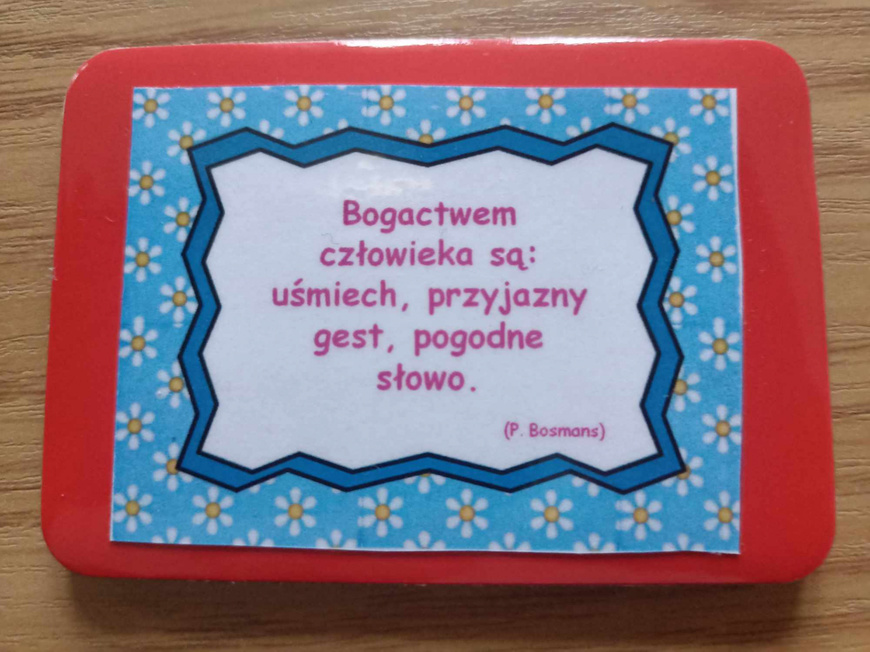 Bogactwem
człowieka są:
uśmiech, przyjazny
gest, pogodne
słowo.
(P. Bosmans)